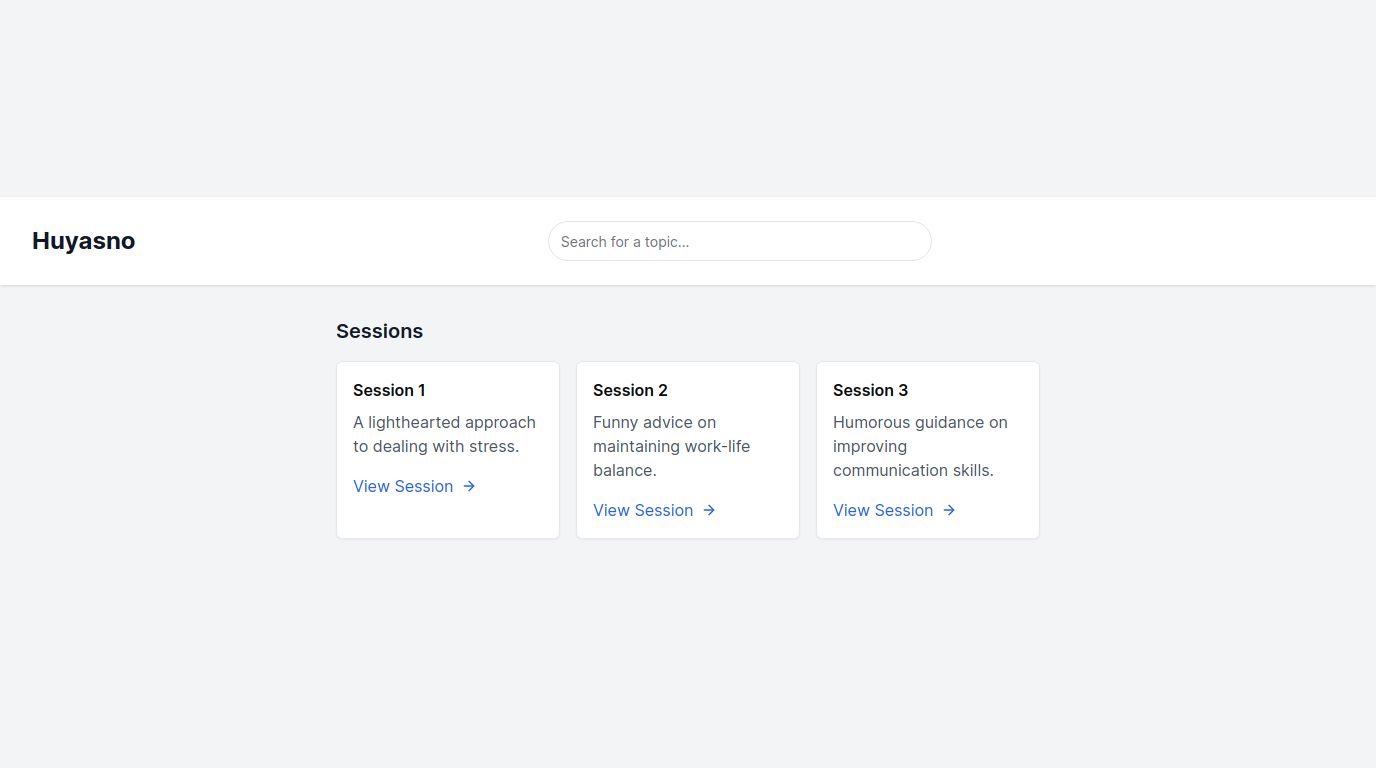 Huyasno
Search for a topic...
Sessions
Session 1
A lighthearted approach
to dealing with stress.
View Session
Session 2
Funny advice on
maintaining work-life
balance.
View Session
Session 3
Humorous guidance on
improving
communication skills.
View Session